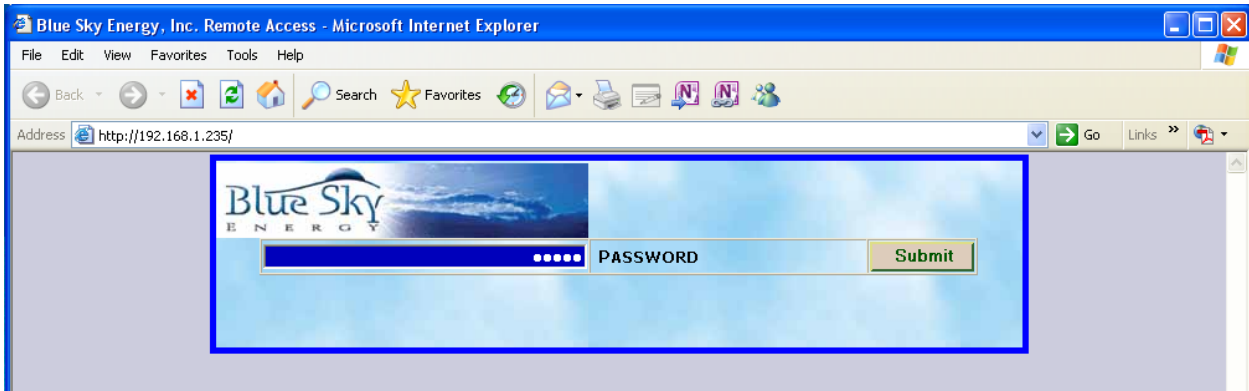 Blue Sky Energy, Inc. Remote Access - Microsoft Internet Explorer
File Edit View Favorites Tools Help
Back Search Favorites
Address http://192.168.1.235/ Go Links »
Blue Sky
ENERGY
••••• PASSWORD Submit